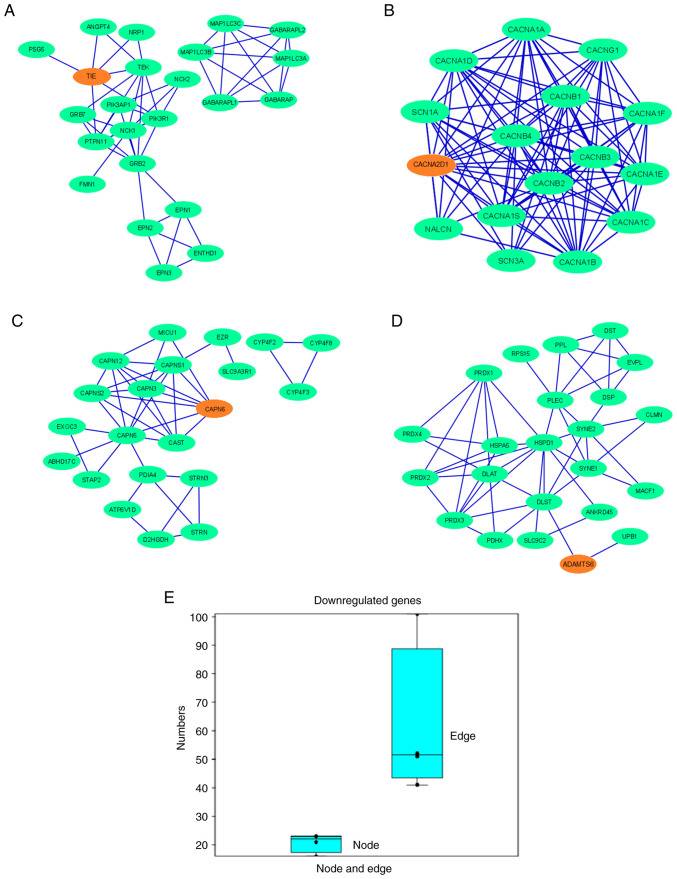 A
ANGPT4
NRP1
PSG6
TIE
TEK
NCK2
PIK3AP1
GRB7
PIK3R1
NCK1
PTPN11
GRB2
FMN1
EPN1
EPN2
ENTHD1
EPN3
MAP1LC3C
GABARAPL2
MAP1LC3B
MAP1LC3A
GABARAPL1
GABARAP
B
CACNA1A
CACNG1
CACNA1D
CACNB1
SCN1A
CACNA1F
CACNB4
CACNB3
CACNA2D1
CACNA1E
CACNB2
CACNA1S
CACNA1C
NALCN
SCN3A
CACNA1B
C
MICU1
EZR
CYP4F2
CYP4F8
CAPN12
CAPNS1
SLC9A3R1
CAPNS2
CAPN3
CYP4F3
CAPN6
EXOC3
CAPN5
CAST
ABHD17C
STAP2
PDIA4
STRN3
ATP6V1D
STRN
D2HGDH
D
DST
PPL
RPS15
EVPL
PRDX1
PLEC
DSP
CLMN
SYNE2
PRDX4
HSPA5
HSPD1
SYNE1
DLAT
PRDX2
MACF1
DLST
PRDX3
ANKRD45
PDHX
SLC9C2
UPB1
ADAMTS6
E
Downregulated genes
100
90
80
70
60
50
40
30
20
Numbers
Edge
Node
Node and edge